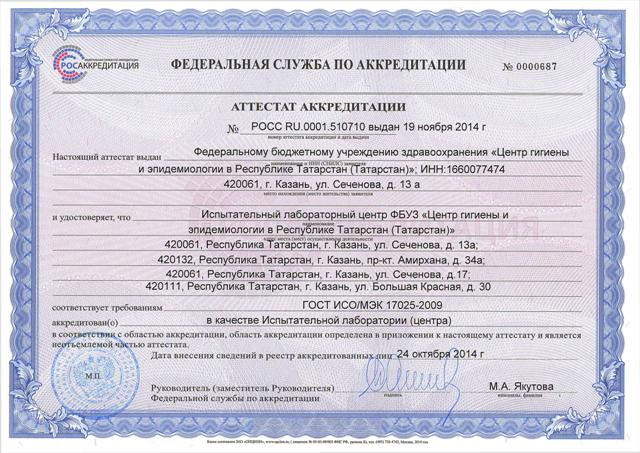 ФЕДЕРАЛЬНАЯ СЛУЖБА ПО АККРЕДИТАЦИИ
РОСАККРЕДИТАЦИЯ
ФЕДЕРАЛЬНАЯ СЛУЖБА ПО АККРЕДИТАЦИИ
№ 0000687
АТТЕСТАТ АККРЕДИТАЦИИ
№ РОСС RU.0001.510710 выдан 19 ноября 2014 г
номер аттестата аккредитации и дата выдачи
Настоящий аттестат выдан Федеральному бюджетному учреждению здравоохранения «Центр гигиены
наименование и ИНН (СНИЛС) заявителя
и эпидемиологии в Республике Татарстан (Татарстан)»; ИНН:1660077474
420061, г. Казань, ул. Сеченова, д. 13 а
место нахождения (место жительства) заявителя
и удостоверяет, что Испытательный лабораторный центр ФБУЗ «Центр гигиены и
наименование
эпидемиологии в Республике Татарстан (Татарстан)»
адрес места (мест) осуществления деятельности
420061, Республика Татарстан, г. Казань, ул. Сеченова, д. 13а;
420132, Республика Татарстан, г. Казань, пр-кт. Амирхана, д. 34а;
420061, Республика Татарстан, г. Казань, ул. Сеченова, д.17;
420111, Республика Татарстан, г. Казань, ул. Большая Красная, д. 30
соответствует требованиям ГОСТ ИСО/МЭК 17025-2009
аккредитован(о) в качестве Испытательной лаборатории (центра)
в соответствии с областью аккредитации, область аккредитации определена в приложении к настоящему аттестату и является
неотъемлемой частью аттестата.
Дата внесения сведений в реестр аккредитованных лиц 24 октября 2014 г
М.П.
Руководитель (заместитель Руководителя)
Федеральной службы по аккредитации
подпись
М.А. Якутова
инициалы, фамилия